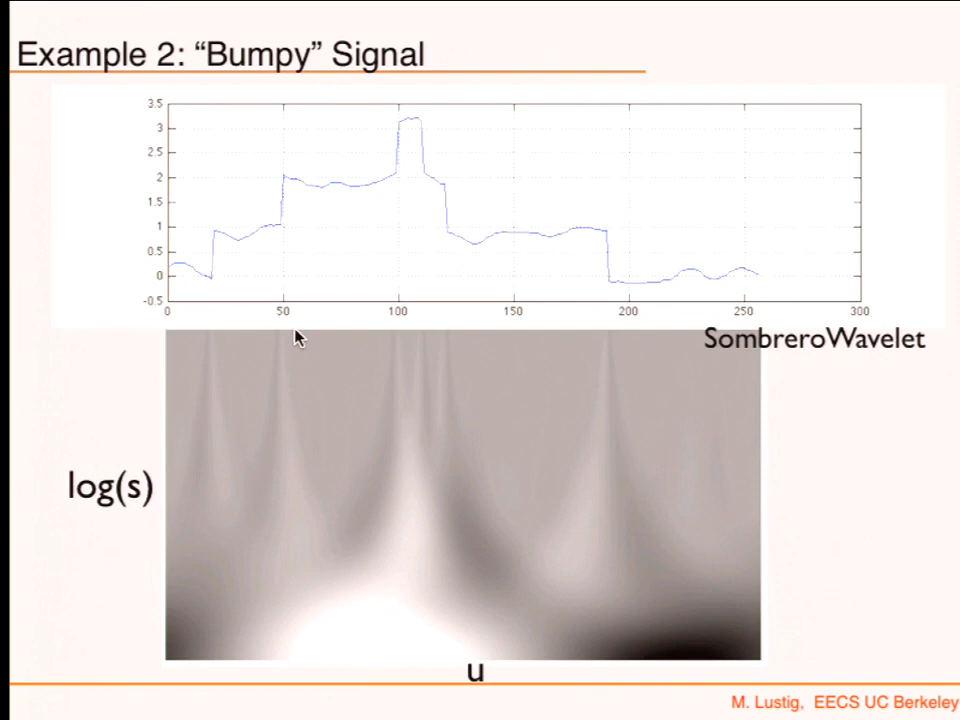 Example 2: “Bumpy” Signal
3.5
3
2.5
2
1.5
1
0.5
0
-0.5
0 50 100 150 200 250 300
SombreroWavelet
log(s)
u
M. Lustig, EECS UC Berkeley